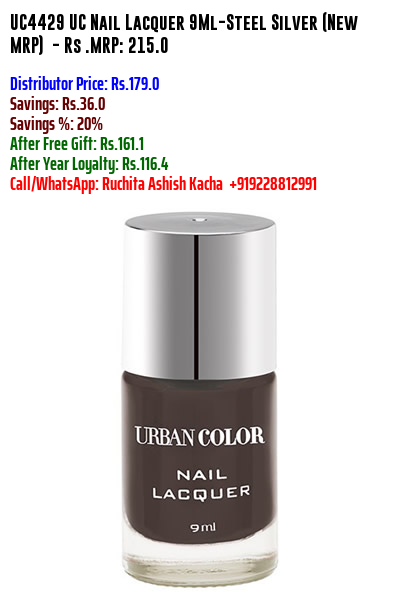 UC4429 UC Nail Lacquer 9Ml-Steel Silver (New
MRP) - Rs .MRP: 215.0
Distributor Price: Rs.179.0
Savings: Rs.36.0
Savings %: 20%
After Free Gift: Rs.161.1
After Year Loyalty: Rs.116.4
Call/WhatsApp: Ruchita Ashish Kacha +919228812991
URBAN COLOR
NAIL
LACQUER
9ml